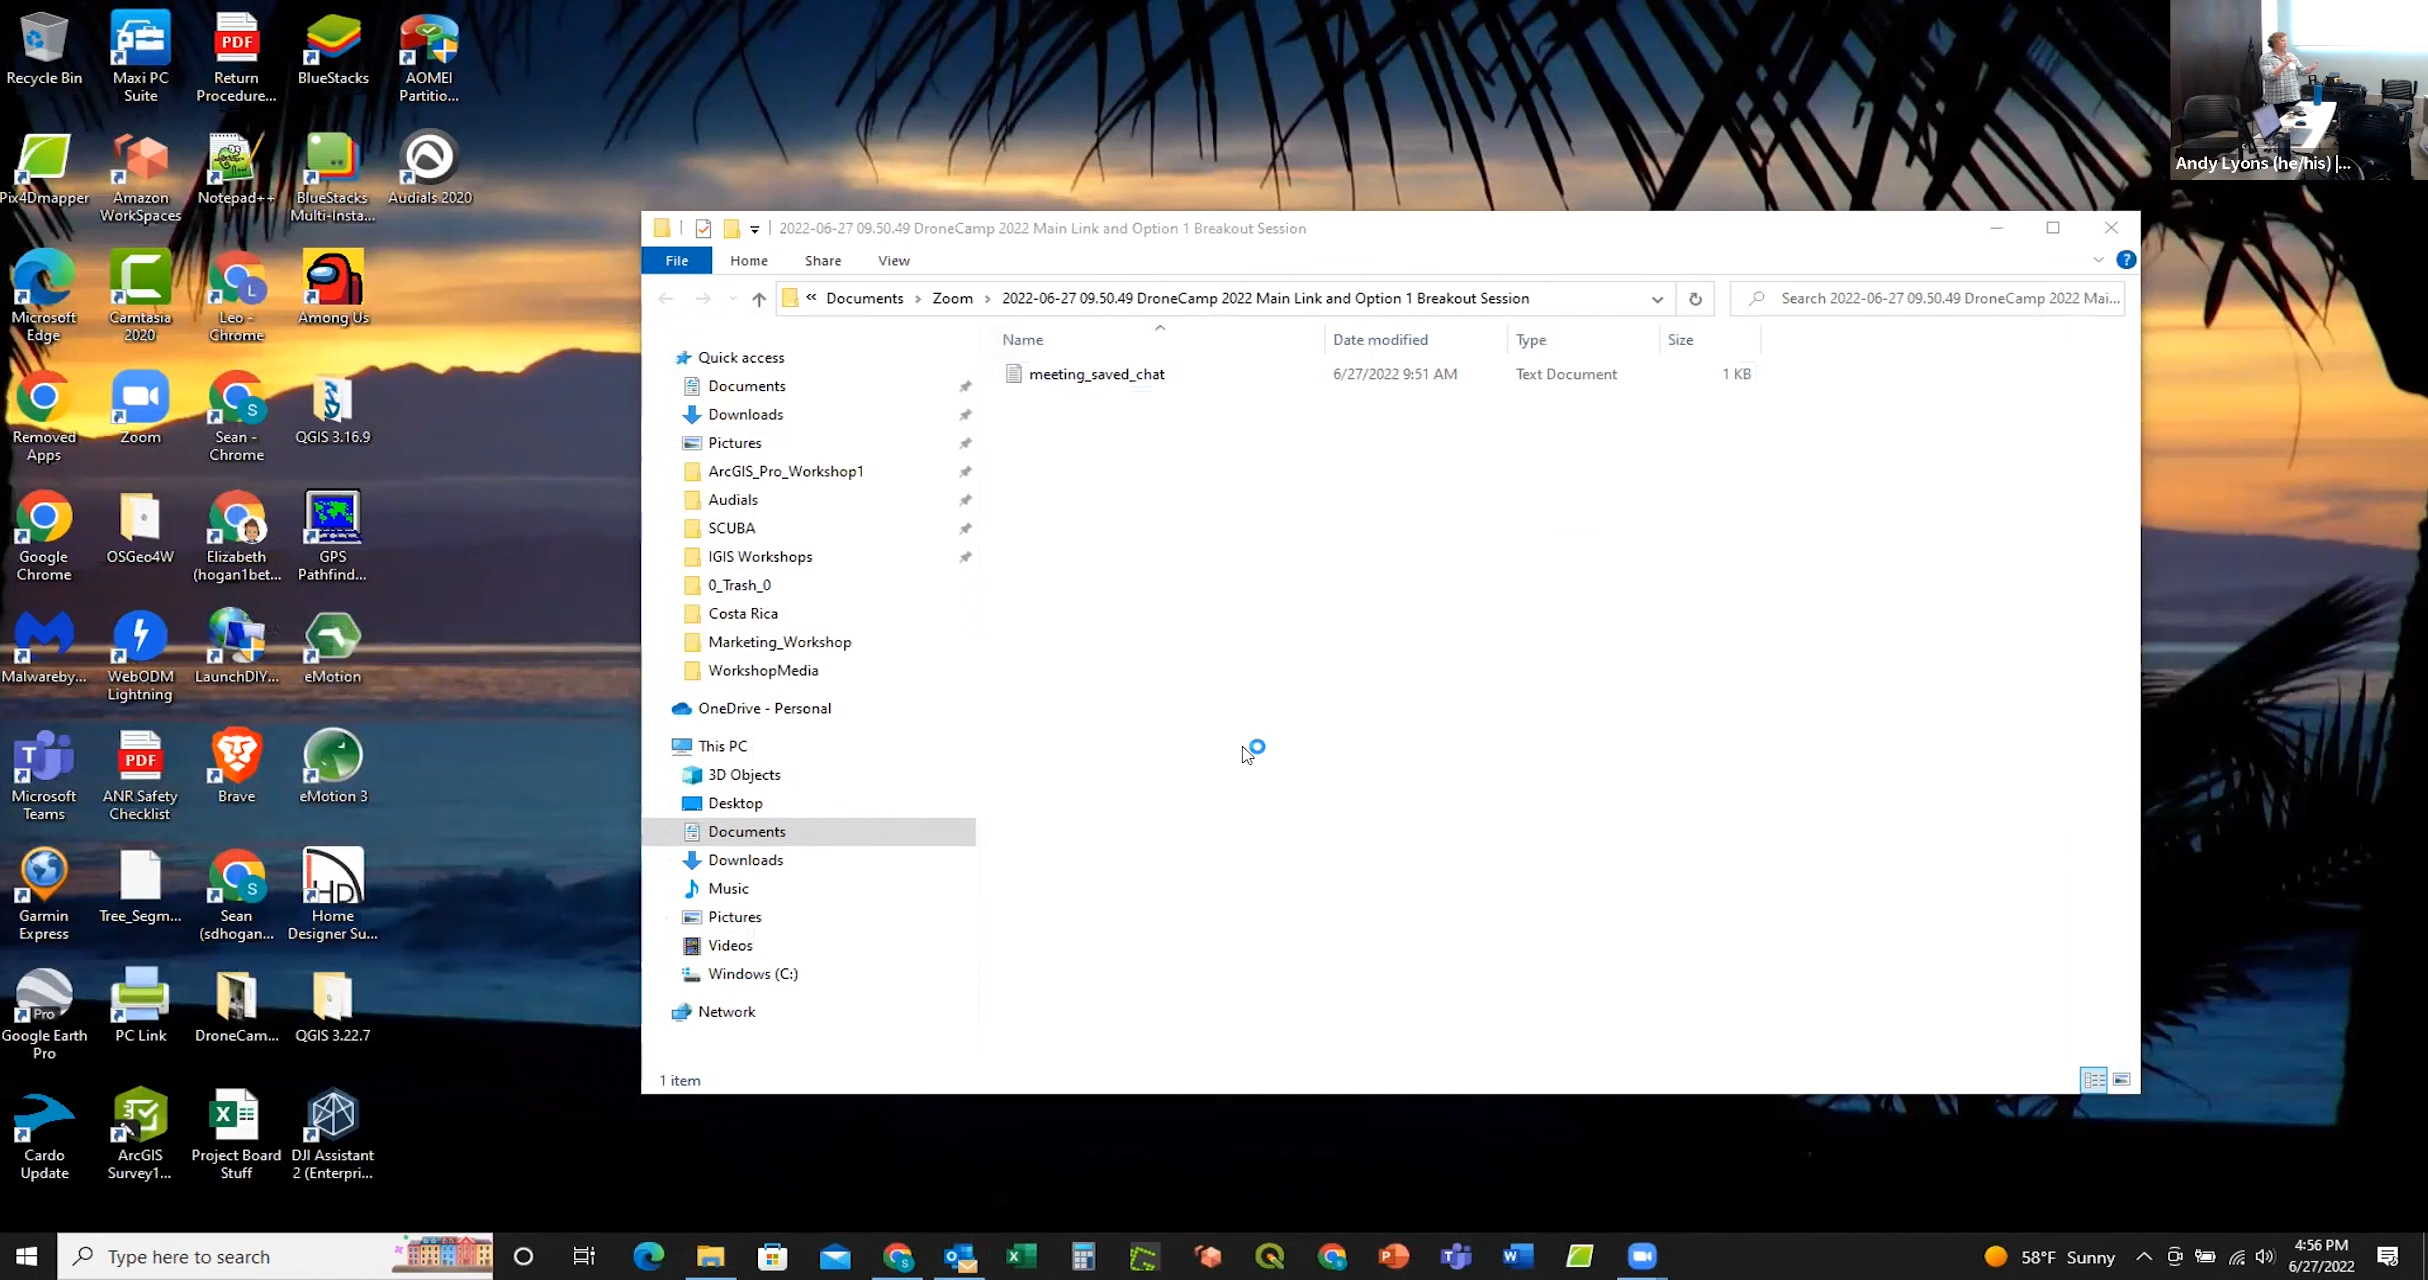 Recycle Bin
Maxi PC
Suite
PDF
Return
Procedure...
BlueStacks
AOMEI
Partitio...
Pix4Dmapper
Amazon
WorkSpaces
Notepad++
BlueStacks
Multi-Insta...
Audials 2020
Microsoft
Edge
Camtasia
2020
L
Leo -
Chrome
Among Us
Removed
Apps
Zoom
S
Sean -
Chrome
QGIS 3.16.9
Google
Chrome
OSGeo4W
Elizabeth
(hogan1bet...
GPS
Pathfind...
Malwareby...
WebODM
Lightning
LaunchDIY...
eMotion
Microsoft
Teams
PDF
ANR Safety
Checklist
Brave
eMotion 3
Garmin
Express
Tree_Segm...
S
Sean
(sdhogan...
HD
Home
Designer Su...
Pro
Google Earth
Pro
PC Link
DroneCam...
QGIS 3.22.7
Cardo
Update
ArcGIS
Survey1...
Project Board
Stuff
DJI Assistant
2 (Enterpri...
Andy Lyons (he/his) |...
2022-06-27 09.50.49 DroneCamp 2022 Main Link and Option 1 Breakout Session
File Home Share View
« Documents > Zoom > 2022-06-27 09.50.49 DroneCamp 2022 Main Link and Option 1 Breakout Session
Search 2022-06-27 09.50.49 DroneCamp 2022 Mai...
Name Date modified Type Size
meeting_saved_chat 6/27/2022 9:51 AM Text Document 1 KB
Quick access
Documents
Downloads
Pictures
ArcGIS_Pro_Workshop1
Audials
SCUBA
IGIS Workshops
0_Trash_0
Costa Rica
Marketing_Workshop
WorkshopMedia
OneDrive - Personal
This PC
3D Objects
Desktop
Documents
Downloads
Music
Pictures
Videos
Windows (C:)
Network
1 item
Type here to search
58°F Sunny
4:56 PM
6/27/2022